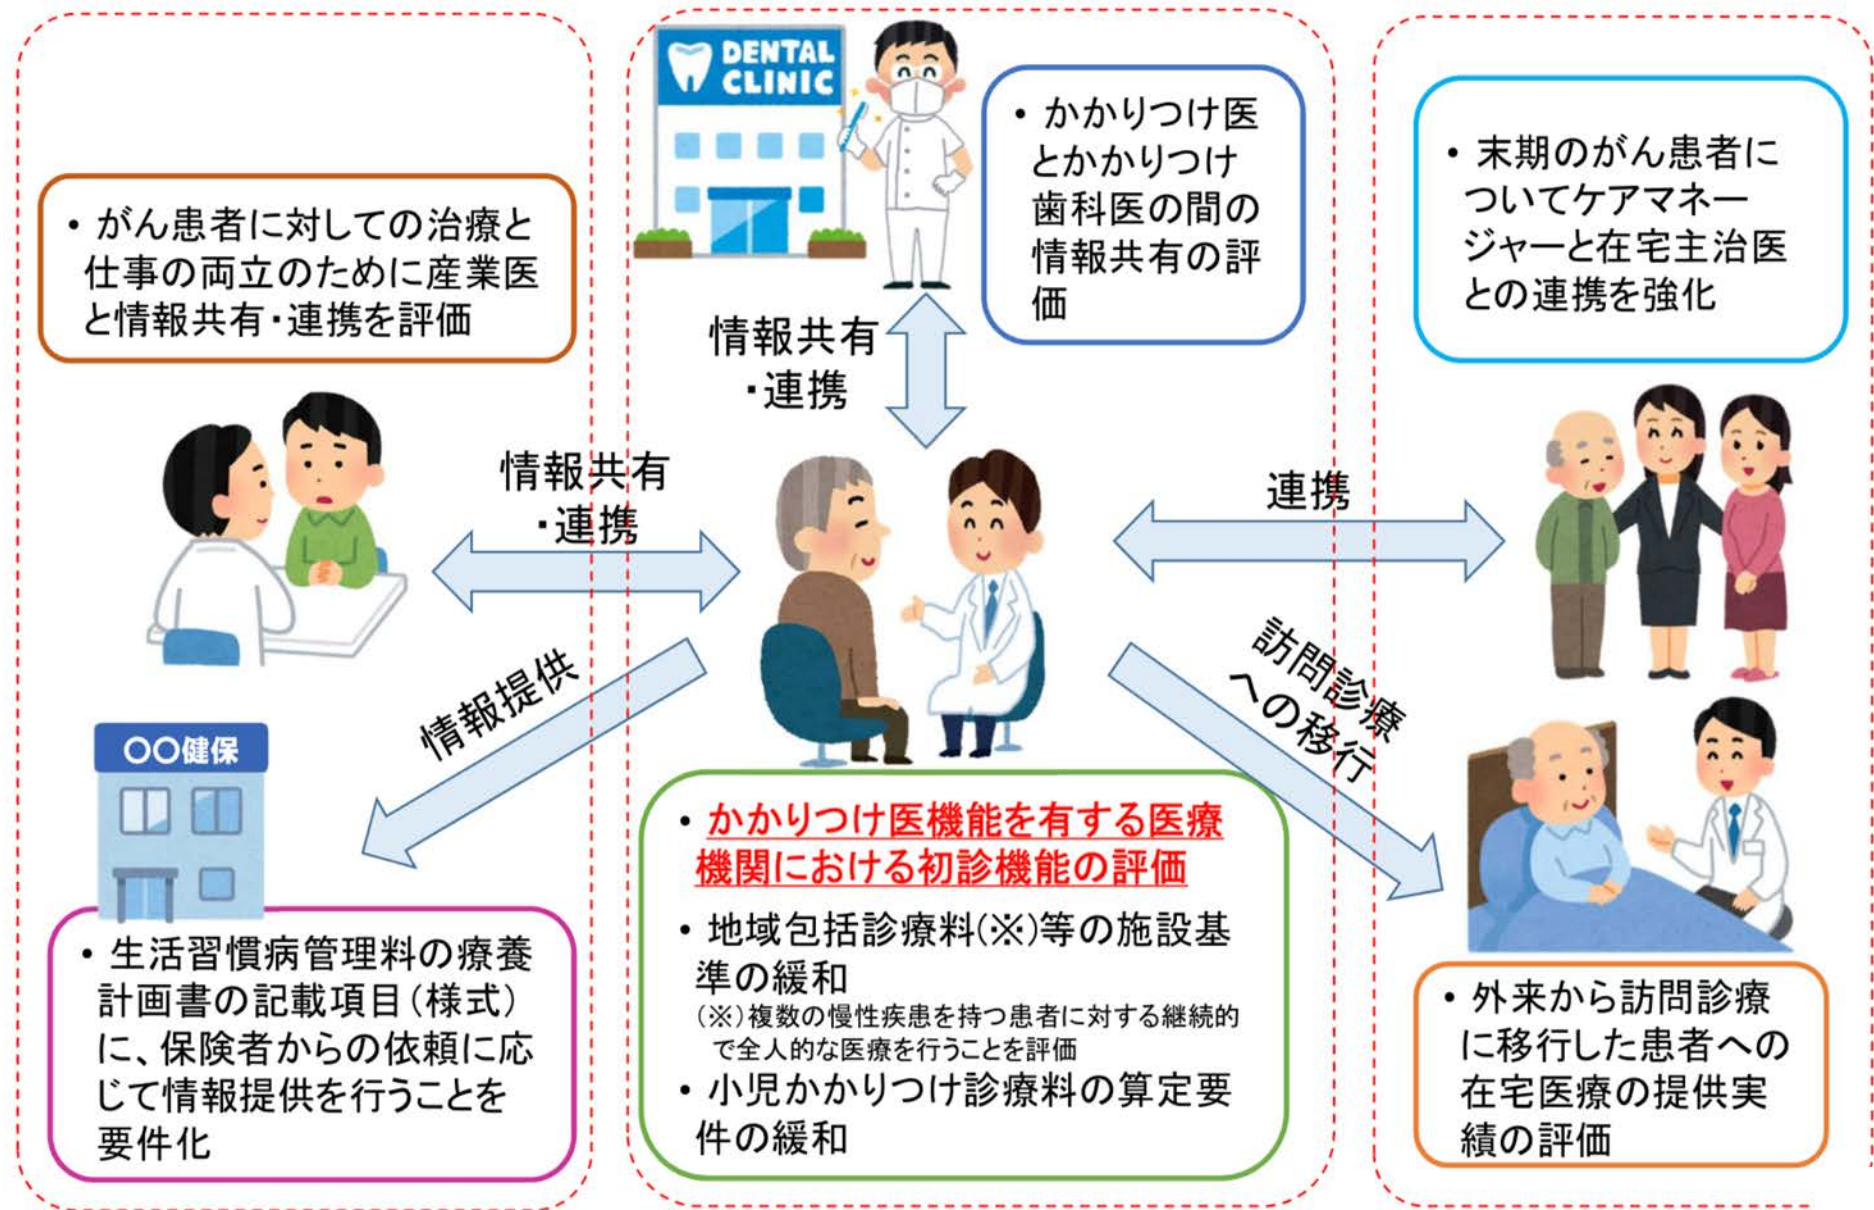 ・がん患者に対しての治療と
仕事の両立のために産業医
と情報共有・連携を評価
情報共有
・連携
情報提供
〇〇健保
・生活習慣病管理料の療養
計画書の記載項目(様式)
に、保険者からの依頼に応
じて情報提供を行うことを
要件化
DENTAL
CLINIC
・かかりつけ医
とかかりつけ
歯科医の間の
情報共有の評
価
情報共有
・連携
・かかりつけ医機能を有する医療
機関における初診機能の評価
・地域包括診療料(※)等の施設基
準の緩和
(※)複数の慢性疾患を持つ患者に対する継続的
で全人的な医療を行うことを評価
・小児かかりつけ診療料の算定要
件の緩和
・末期のがん患者に
ついてケアマネー
ジャーと在宅主治医
との連携を強化
連携
訪問診療
への移行
・外来から訪問診療
に移行した患者への
在宅医療の提供実
績の評価